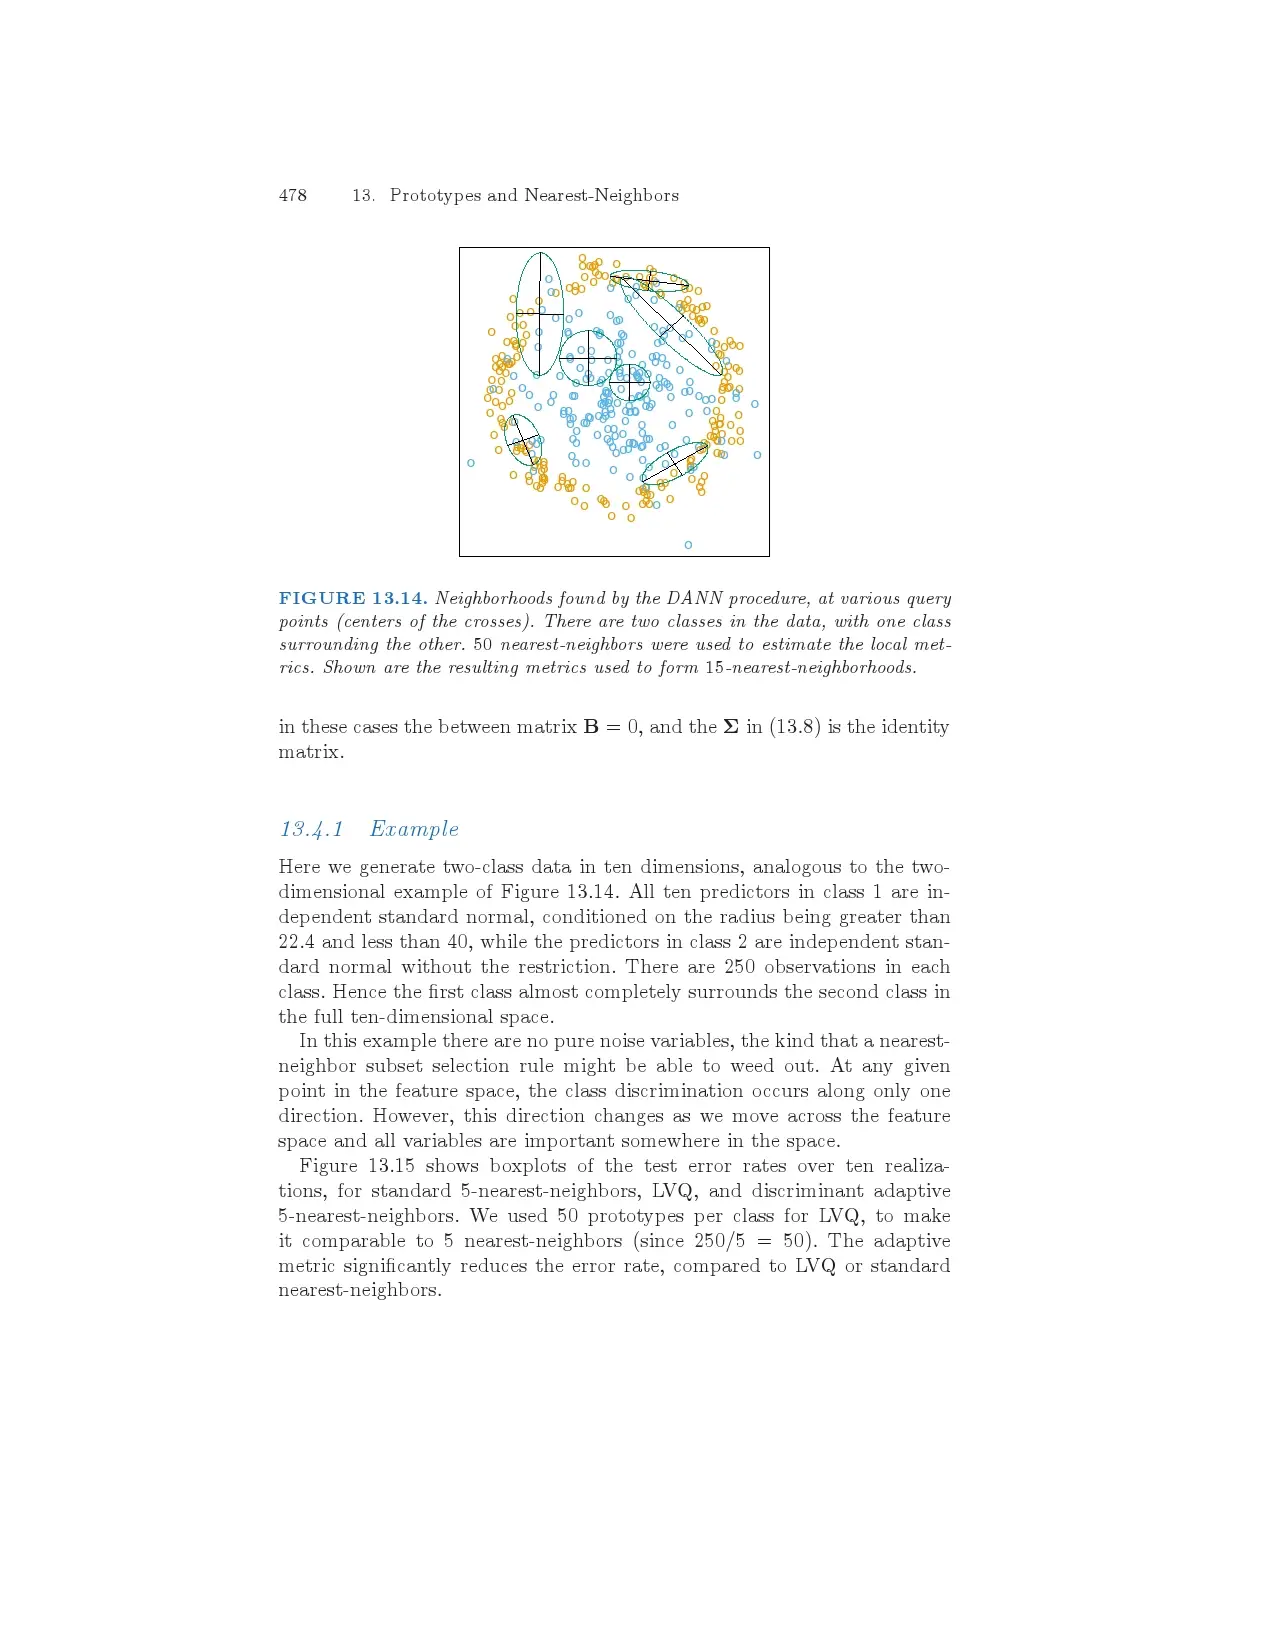 478 13. Prototypes and Nearest-Neighbors
FIGURE 13.14. Neighborhoods found by the DANN procedure, at various query
points (centers of the crosses). There are two classes in the data, with one class
surrounding the other. 50 nearest-neighbors were used to estimate the local met-
rics. Shown are the resulting metrics used to form 15-nearest-neighborhoods.
in these cases the between matrix B = 0, and the Σ in (13.8) is the identity
matrix.
13.4.1 Example
Here we generate two-class data in ten dimensions, analogous to the two-
dimensional example of Figure 13.14. All ten predictors in class 1 are in-
dependent standard normal, conditioned on the radius being greater than
22.4 and less than 40, while the predictors in class 2 are independent stan-
dard normal without the restriction. There are 250 observations in each
class. Hence the first class almost completely surrounds the second class in
the full ten-dimensional space.
In this example there are no pure noise variables, the kind that a nearest-
neighbor subset selection rule might be able to weed out. At any given
point in the feature space, the class discrimination occurs along only one
direction. However, this direction changes as we move across the feature
space and all variables are important somewhere in the space.
Figure 13.15 shows boxplots of the test error rates over ten realiza-
tions, for standard 5-nearest-neighbors, LVQ, and discriminant adaptive
5-nearest-neighbors. We used 50 prototypes per class for LVQ, to make
it comparable to 5 nearest-neighbors (since 250/5 = 50). The adaptive
metric significantly reduces the error rate, compared to LVQ or standard
nearest-neighbors.